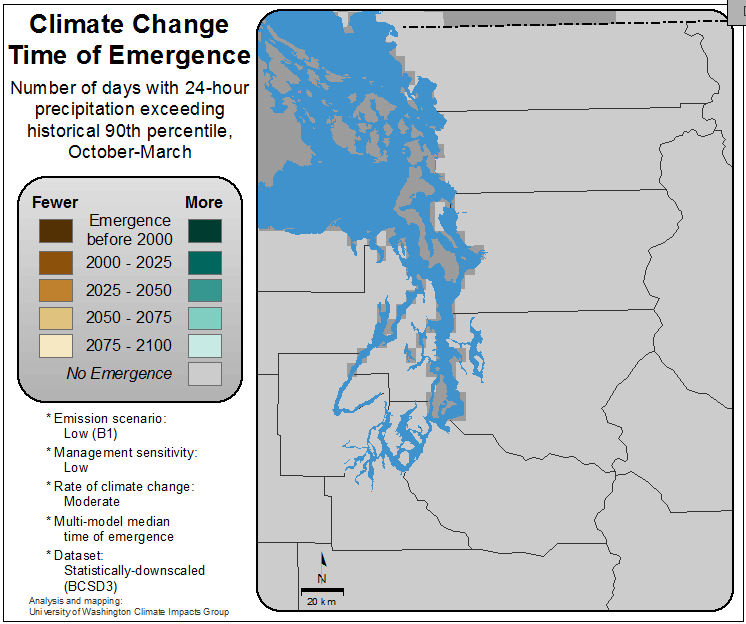 Climate Change
Time of Emergence
Number of days with 24-hour
precipitation exceeding
historical 90th percentile,
October-March
Fewer
More
Emergence
before 2000
2000 - 2025
2025 - 2050
2050 - 2075
2075 - 2100
No Emergence
* Emission scenario:
Low (B1)
* Management sensitivity:
Low
* Rate of climate change:
Moderate
* Multi-model median
time of emergence
* Dataset:
Statistically-downscaled
(BCSD3)
Analysis and mapping:
University of Washington Climate Impacts Group
N
20 km